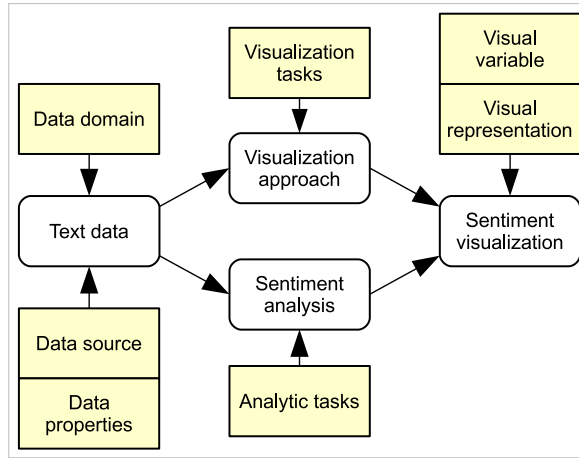 Visualization
tasks
Visual
variable
Data domain
Visual
representation
Visualization
approach
Text data
Sentiment
visualization
Sentiment
analysis
Data source
Data
properties
Analytic tasks